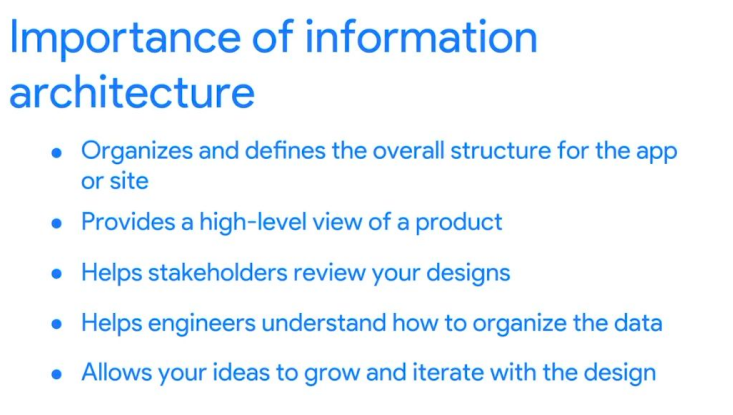 Importance of information
architecture
• Organizes and defines the overall structure for the app
or site
• Provides a high-level view of a product
• Helps stakeholders review your designs
• Helps engineers understand how to organize the data
• Allows your ideas to grow and iterate with the design